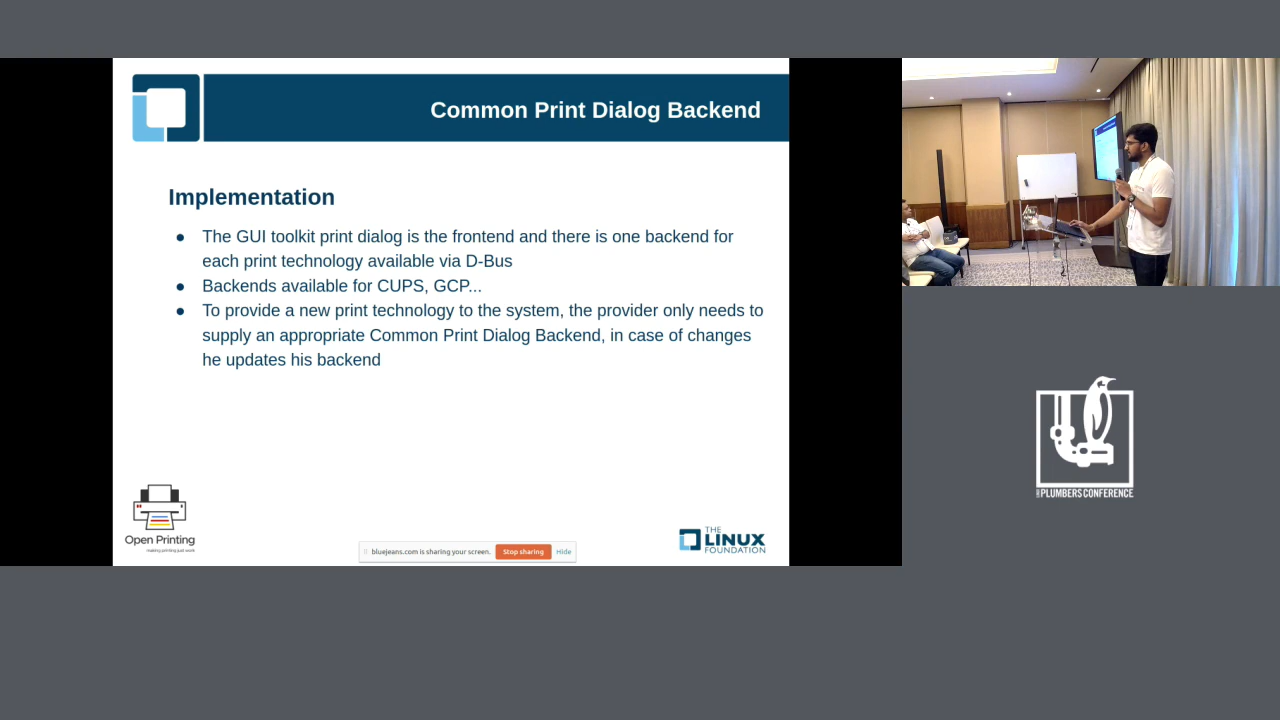 Common Print Dialog Backend
Implementation
● The GUI toolkit print dialog is the frontend and there is one backend for
each print technology available via D-Bus
● Backends available for CUPS, GCP...
● To provide a new print technology to the system, the provider only needs to
supply an appropriate Common Print Dialog Backend, in case of changes
he updates his backend
Open Printing
making printing just work
bluejeans.com is sharing your screen. Stop sharing Hide
THE
LINUX
FOUNDATION
PLUMBERS CONFERENCE